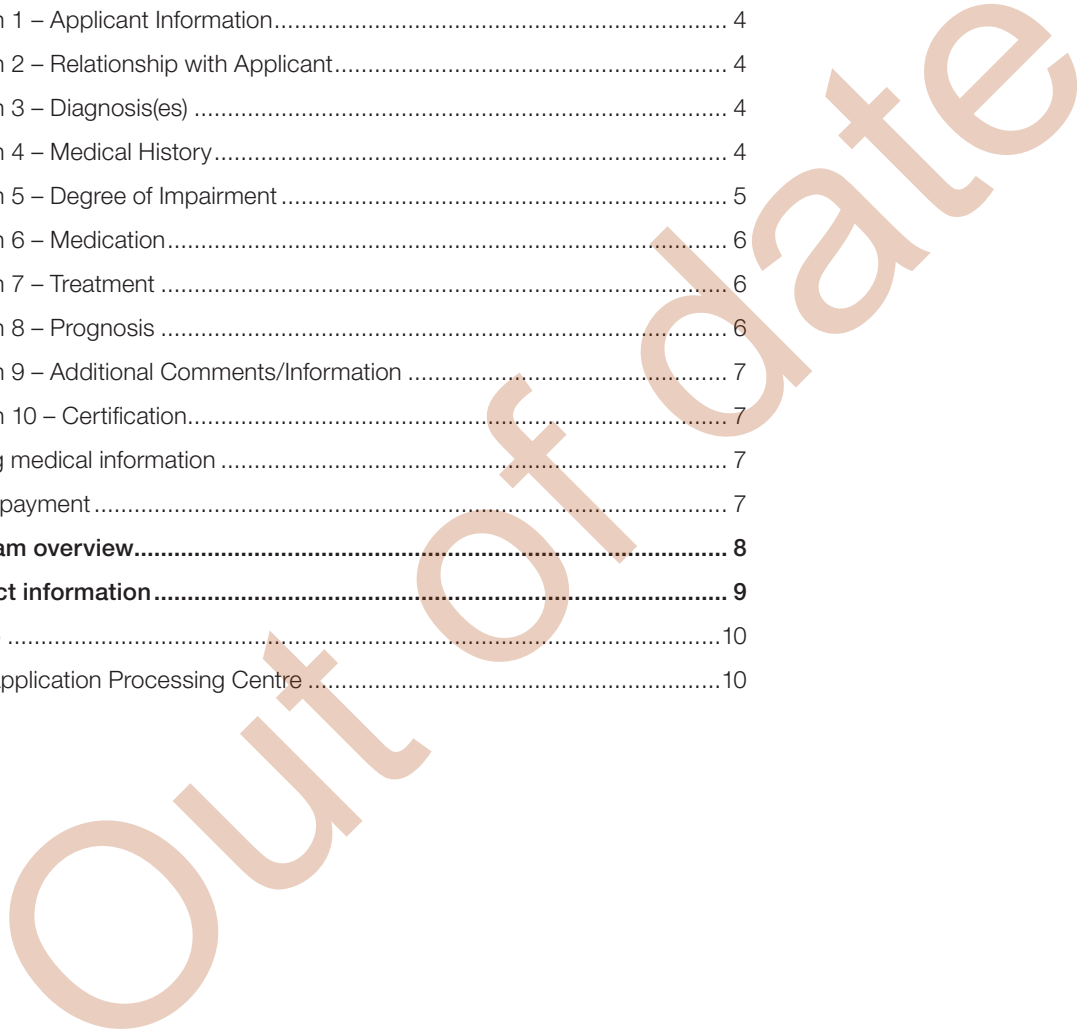 n 1 – Applicant Information 4
n 2 – Relationship with Applicant 4
n 3 – Diagnosis(es) 4
n 4 – Medical History 4
n 5 – Degree of Impairment 5
n 6 – Medication 6
n 7 – Treatment 6
n 8 – Prognosis 6
n 9 – Additional Comments/Information 7
n 10 – Certification 7
g medical information 7
payment 7
am overview 8
ct information 9
10
pplication Processing Centre 10
Out of date